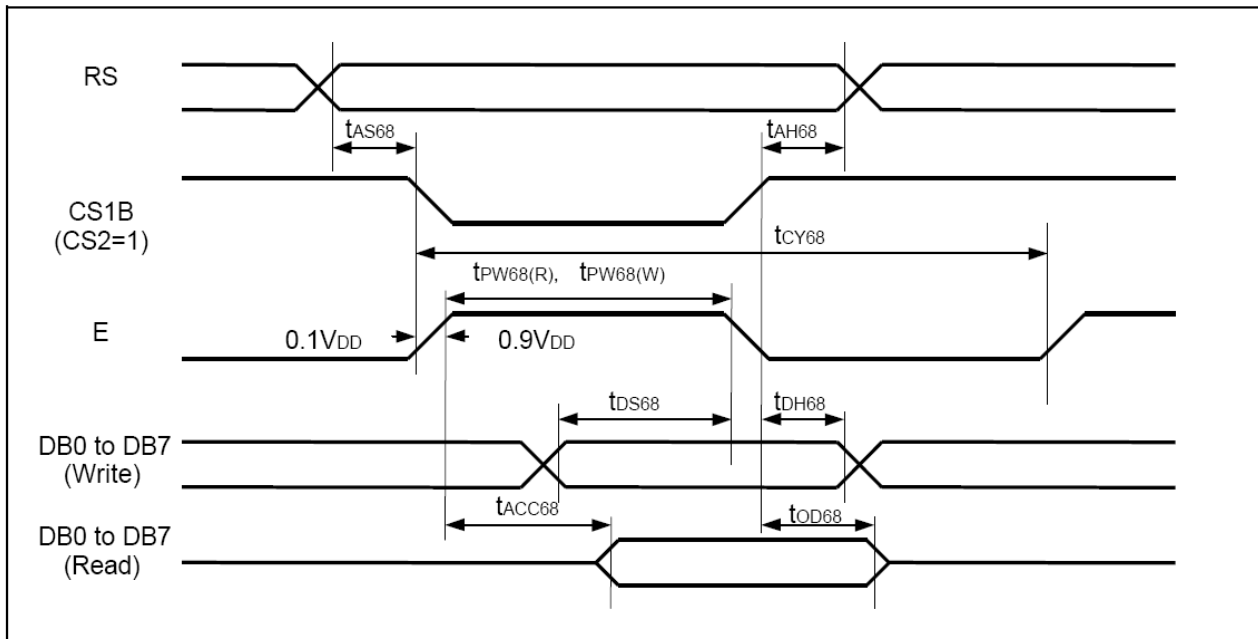 RS
tAS68
tAH68
CS1B
(CS2=1)
tCY68
tPW68(R), tPW68(W)
E
0.1VDD
0.9VDD
tDS68
tDH68
DB0 to DB7
(Write)
tACC68
tOD68
DB0 to DB7
(Read)